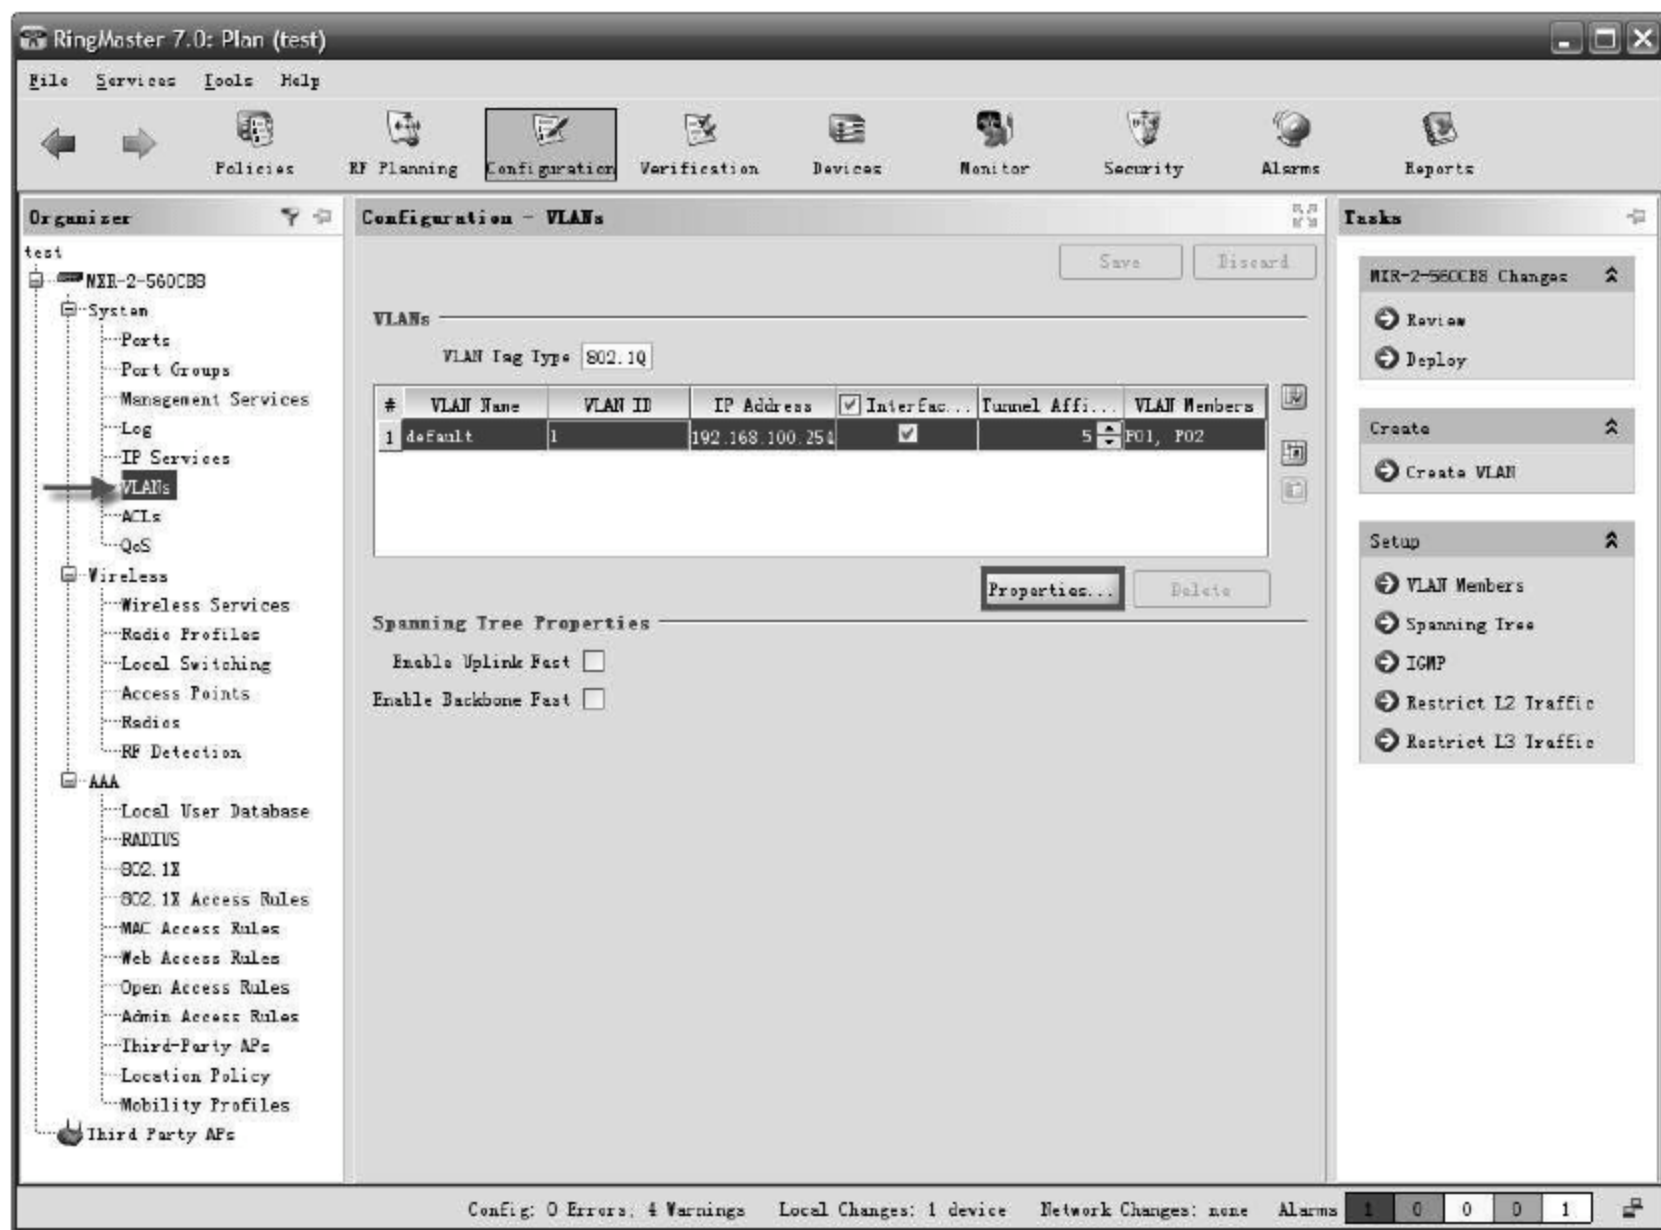 RingMaster 7.0: Plan (test)
File Services Tools Help
Policies RF Planning Configuration Verification Devices Monitor Security Alarms Reports
Organizer
test
MXR-2-560CB8
System
Ports
Port Groups
Management Services
Log
IP Services
VLANs
ACLs
QoS
Wireless
Wireless Services
Radio Profiles
Local Switching
Access Points
Radios
RF Detection
AAA
Local User Database
RADIUS
802.1X
802.1X Access Rules
MAC Access Rules
Web Access Rules
Open Access Rules
Admin Access Rules
Third-Party APs
Location Policy
Mobility Profiles
Third Party APs
Configuration - VLANs
Save Discard
VLANs
VLAN Tag Type 802.1Q
# VLAN Name VLAN ID IP Address Interfac... Tunnel Affi... VLAN Members
1 default 1 192.168.100.254 5 P01, P02
Properties... Delete
Spanning Tree Properties
Enable Uplink Fast
Enable Backbone Fast
Tasks
MXR-2-560CB8 Changes
Review
Deploy
Create
Create VLAN
Setup
VLAN Members
Spanning Tree
IGMP
Restrict L2 Traffic
Restrict L3 Traffic
Config: 0 Errors, 4 Warnings Local Changes: 1 device Network Changes: none Alarms 1 0 0 0 1